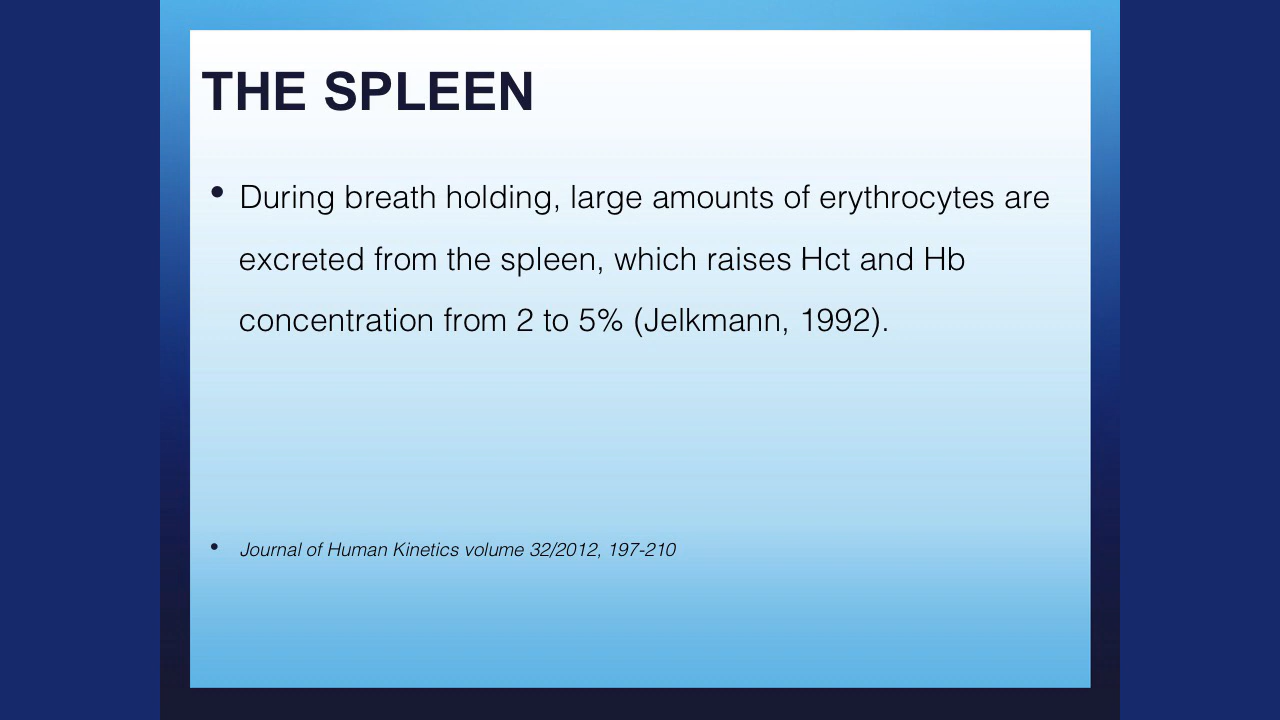 THE SPLEEN
• During breath holding, large amounts of erythrocytes are
excreted from the spleen, which raises Hct and Hb
concentration from 2 to 5% (Jelkmann, 1992).
• Journal of Human Kinetics volume 32/2012, 197-210